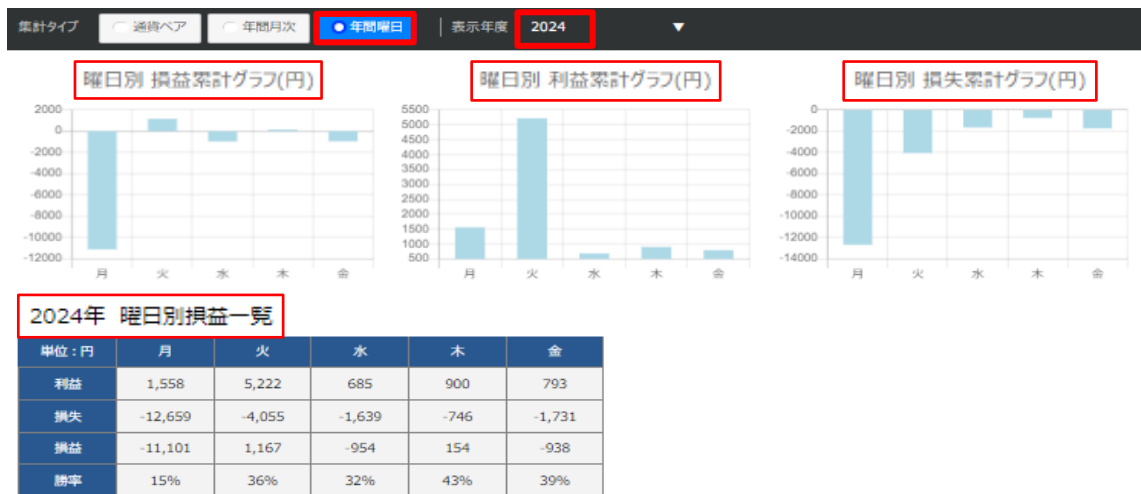 集計タイプ 通貨ペア 年間月次 年間曜日 表示年度 2024 ▼
曜日別 損益累計グラフ(円)
2000
0
-2000
-4000
-6000
-8000
-10000
-12000
月 火 水 木 金
曜日別 利益累計グラフ(円)
5500
5000
4500
4000
3500
3000
2500
2000
1500
1000
500
月 火 水 木 金
曜日別 損失累計グラフ(円)
0
-2000
-4000
-6000
-8000
-10000
-12000
-14000
月 火 水 木 金
2024年 曜日別損益一覧
単位：円 月 火 水 木 金
利益 1,558 5,222 685 900 793
損失 -12,659 -4,055 -1,639 -746 -1,731
損益 -11,101 1,167 -954 154 -938
勝率 15% 36% 32% 43% 39%